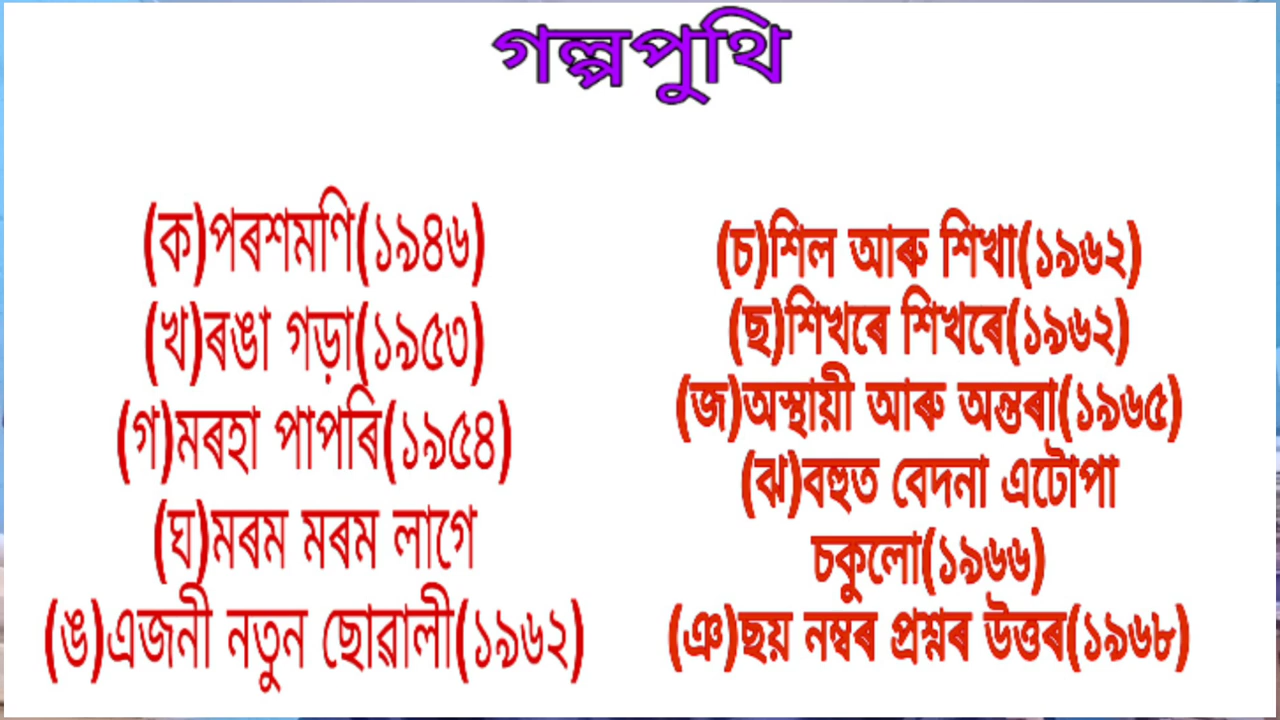 গল্পপুথি
(ক)পৰশমণি(১৯৪৬)
(খ)ৰঙা গড়া(১৯৫৩)
(গ)মৰহা পাপৰি(১৯৫৪)
(ঘ)মৰম মৰম লাগে
(ঙ)এজনী নতুন ছোৱালী(১৯৬২)
(চ)শিল আৰু শিখা(১৯৬২)
(ছ)শিখৰে শিখৰে(১৯৬২)
(জ)অস্থায়ী আৰু অন্তৰা(১৯৬৫)
(ঝ)বহুত বেদনা এটোপা
চকুলো(১৯৬৬)
(ঞ)ছয় নম্বৰ প্ৰশ্নৰ উত্তৰ(১৯৬৮)